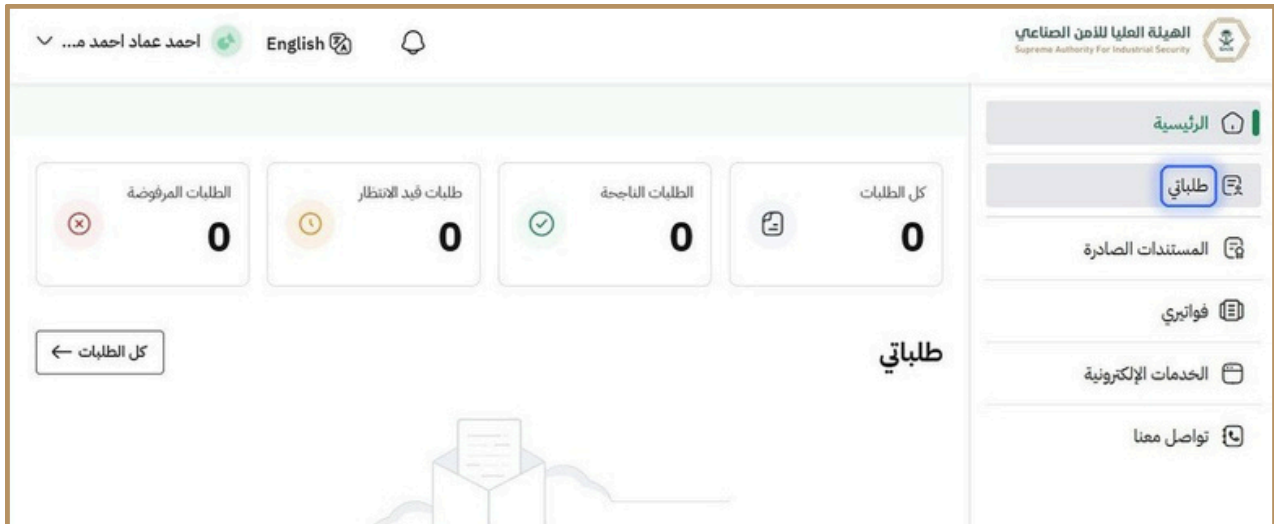 الهيئة العليا للأمن الصناعي
Supreme Authority For Industrial Security
English
احمد عماد احمد مـ...
الرئيسية
طلباتي
المستندات الصادرة
فواتيري
الخدمات الإلكترونية
تواصل معنا
كل الطلبات
0
الطلبات الناجحة
0
طلبات قيد الانتظار
0
الطلبات المرفوضة
0
طلباتي
كل الطلبات